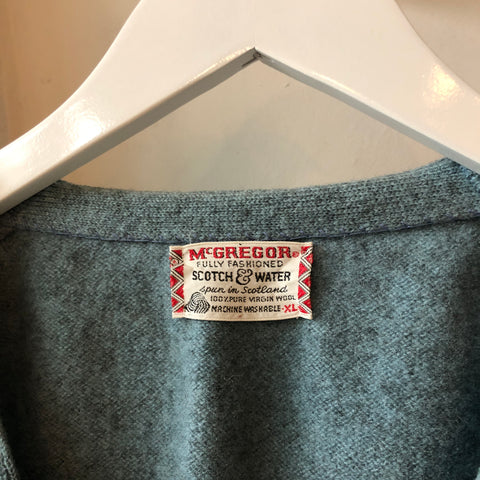 McGREGOR®
FULLY FASHIONED
SCOTCH & WATER
spun in Scotland
100% PURE VIRGIN WOOL
MACHINE WASHABLE-XL